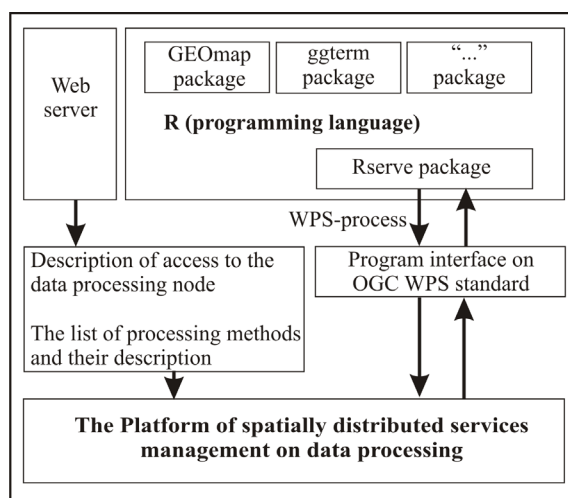 Web
server
GEOmap
package
ggterm
package
“...”
package
R (programming language)
Rserve package
WPS-process
Description of access to the
data processing node
The list of processing methods
and their description
Program interface on
OGC WPS standard
The Platform of spatially distributed services
management on data processing